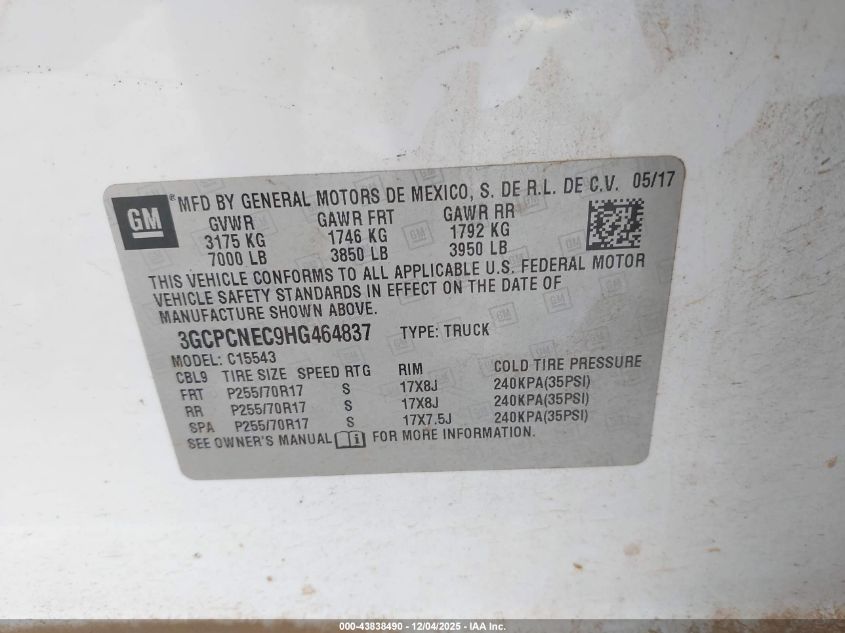 GM ® MFD BY GENERAL MOTORS DE MEXICO, S. DE R.L. DE C.V. 05/17
GVWR GAWR FRT GAWR RR
3175 KG 1746 KG 1792 KG
7000 LB 3850 LB 3950 LB
THIS VEHICLE CONFORMS TO ALL APPLICABLE U.S. FEDERAL MOTOR
VEHICLE SAFETY STANDARDS IN EFFECT ON THE DATE OF
MANUFACTURE SHOWN ABOVE.
3GCPCNEC9HG464837 TYPE: TRUCK
MODEL: C15543
CBL9 TIRE SIZE SPEED RTG RIM COLD TIRE PRESSURE
FRT P255/70R17 S 17X8J 240KPA(35PSI)
RR P255/70R17 S 17X8J 240KPA(35PSI)
SPA P255/70R17 S 17X7.5J 240KPA(35PSI)
SEE OWNER'S MANUAL FOR MORE INFORMATION.
000-43838490 - 12/04/2025 - IAA Inc.